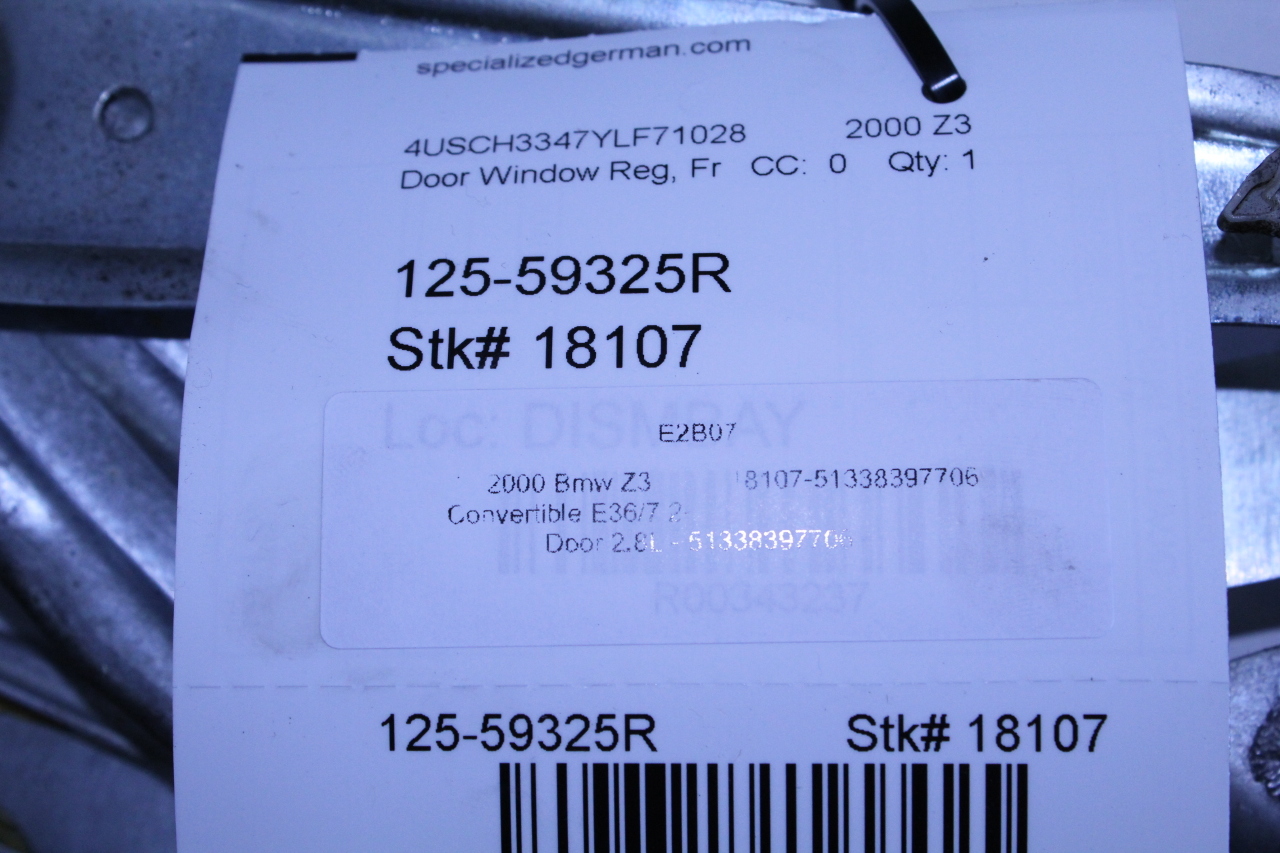 specializedgerman.com
4USCH3347YLF71028 2000 Z3
Door Window Reg, Fr CC: 0 Qty: 1
125-59325R
Stk# 18107
Loc: DISMBAY
E2B07
2000 Bmw Z3 8107-51338397706
Convertible E36/7 2-
Door 2.8L - 51338397706
R00343237
125-59325R Stk# 18107